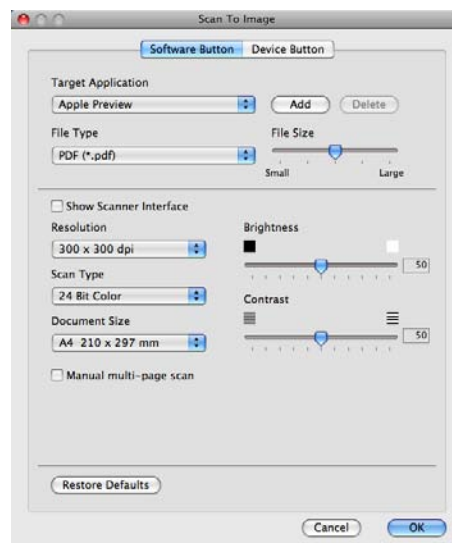 Scan To Image
Software Button Device Button
Target Application
Apple Preview Add Delete
File Type File Size
PDF (*.pdf)
Small Large
Show Scanner Interface
Resolution Brightness
300 x 300 dpi
50
Scan Type
24 Bit Color
Contrast
Document Size
A4 210 x 297 mm
50
Manual multi-page scan
Restore Defaults
Cancel OK